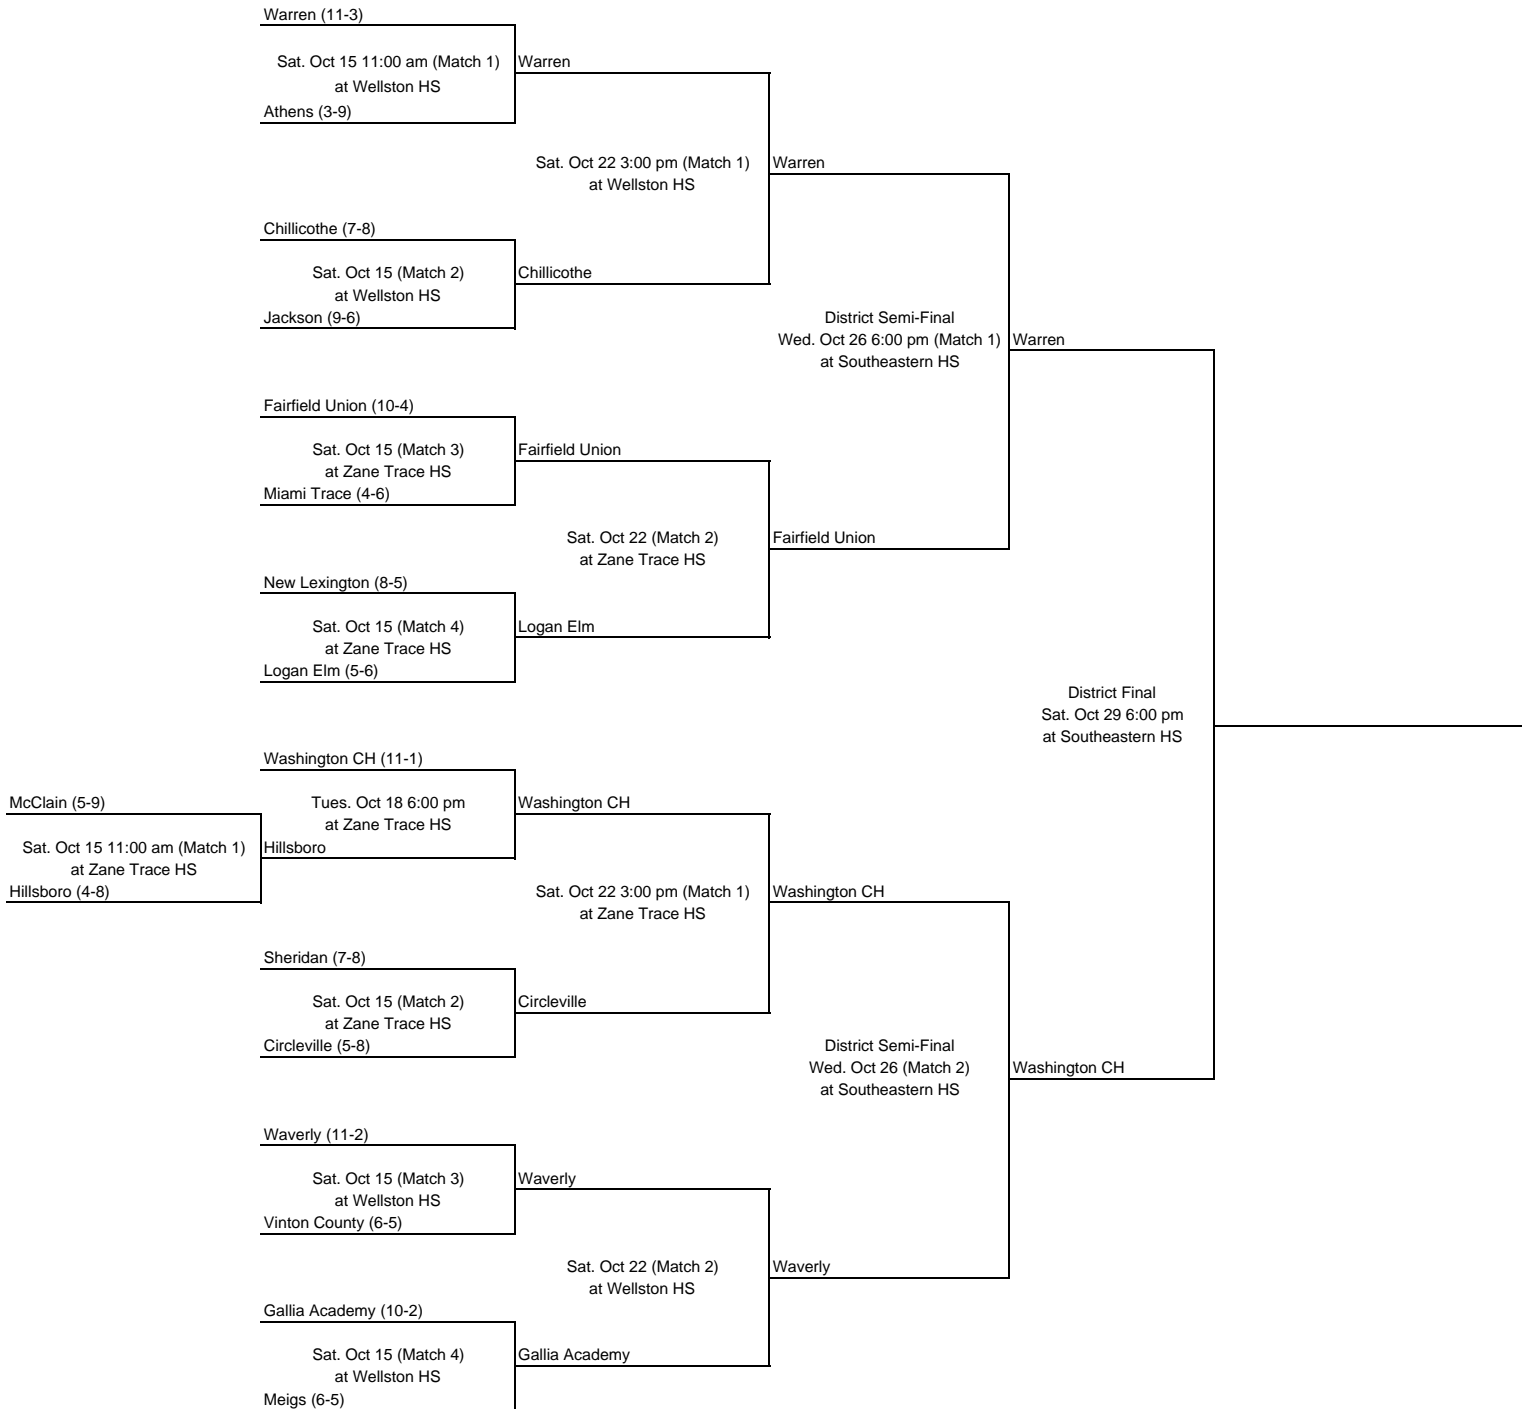 Warren (11-3)
Sat. Oct 15 11:00 am (Match 1)
at Wellston HS
Athens (3-9)
Warren
Sat. Oct 22 3:00 pm (Match 1)
at Wellston HS
Chillicothe (7-8)
Sat. Oct 15 (Match 2)
at Wellston HS
Jackson (9-6)
Chillicothe
Warren
District Semi-Final
Wed. Oct 26 6:00 pm (Match 1)
at Southeastern HS
Fairfield Union (10-4)
Sat. Oct 15 (Match 3)
at Zane Trace HS
Miami Trace (4-6)
Fairfield Union
Sat. Oct 22 (Match 2)
at Zane Trace HS
New Lexington (8-5)
Sat. Oct 15 (Match 4)
at Zane Trace HS
Logan Elm (5-6)
Logan Elm
Fairfield Union
Warren
District Final
Sat. Oct 29 6:00 pm
at Southeastern HS
McClain (5-9)
Sat. Oct 15 11:00 am (Match 1)
at Zane Trace HS
Hillsboro (4-8)
Washington CH (11-1)
Tues. Oct 18 6:00 pm
at Zane Trace HS
Hillsboro
Washington CH
Sat. Oct 22 3:00 pm (Match 1)
at Zane Trace HS
Sheridan (7-8)
Sat. Oct 15 (Match 2)
at Zane Trace HS
Circleville (5-8)
Circleville
Washington CH
District Semi-Final
Wed. Oct 26 (Match 2)
at Southeastern HS
Washington CH
Waverly (11-2)
Sat. Oct 15 (Match 3)
at Wellston HS
Vinton County (6-5)
Waverly
Sat. Oct 22 (Match 2)
at Wellston HS
Waverly
Gallia Academy (10-2)
Sat. Oct 15 (Match 4)
at Wellston HS
Meigs (6-5)
Gallia Academy